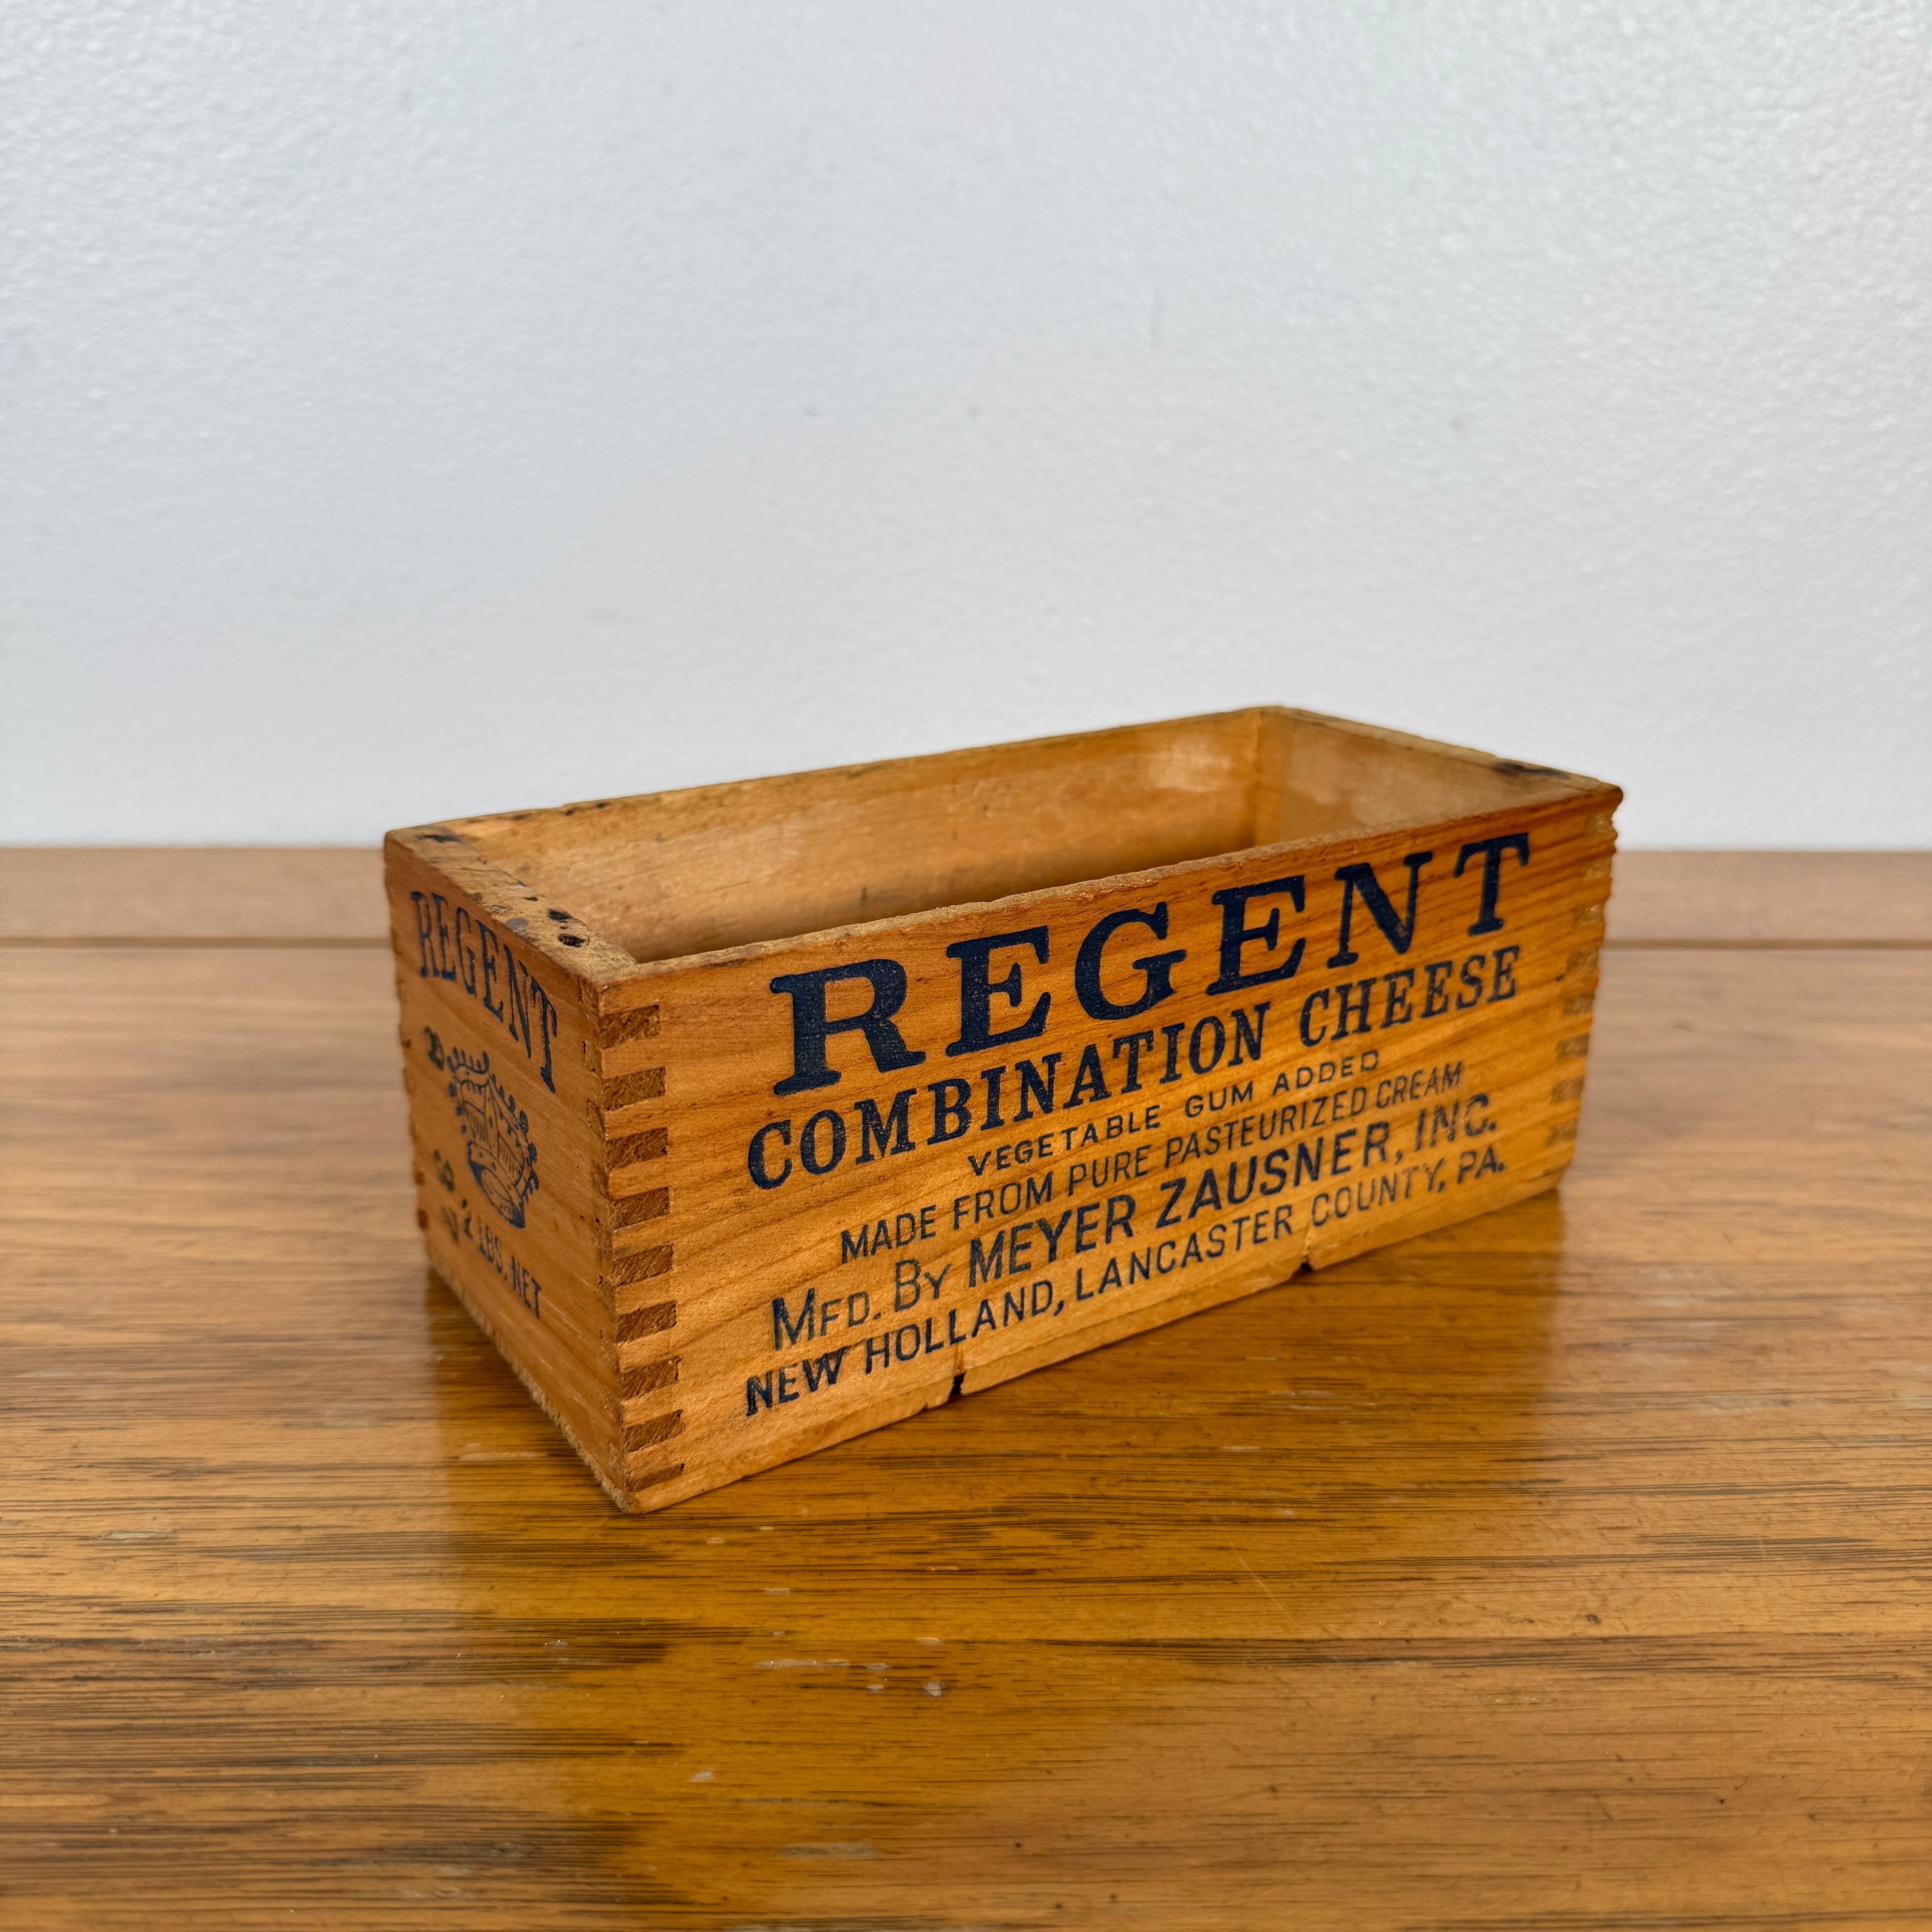 REGENT
2 LBS. NET
REGENT
COMBINATION CHEESE
VEGETABLE GUM ADDED
MADE FROM PURE PASTEURIZED CREAM
MFD. BY MEYER ZAUSNER, INC.
NEW HOLLAND, LANCASTER COUNTY, PA.